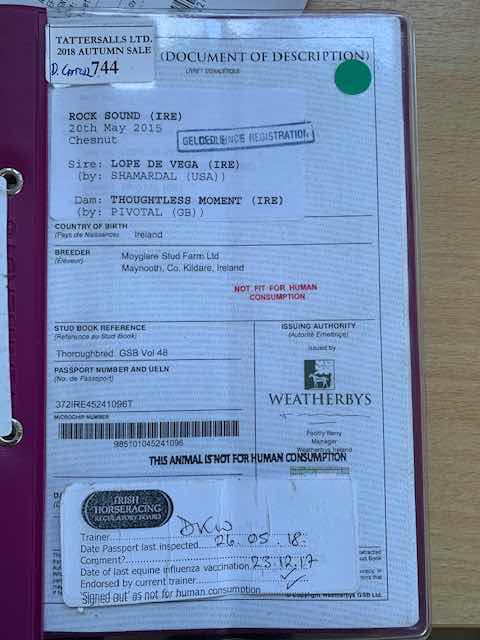 TATTERSALLS LTD.
2018 AUTUMN SALE
744
(DOCUMENT OF DESCRIPTION)
ROCK SOUND (IRE)
20th May 2015
Chesnut
GELDED SINCE REGISTRATION
Sire: LOPE DE VEGA (IRE)
(by: SHAMARDAL (USA))
Dam: THOUGHTLESS MOMENT (IRE)
(by: PIVOTAL (GB))
COUNTRY OF BIRTH
(Pays de Naissance) Ireland
BREEDER
(Éleveur)
Moyglare Stud Farm Ltd
Maynooth, Co. Kildare, Ireland
NOT FIT FOR HUMAN
CONSUMPTION
STUD BOOK REFERENCE
(Reference au Stud Book)
Thoroughbred GSB Vol 48
PASSPORT NUMBER AND UELN
(No. de Passeport)
372IRE45241096T
MICROCHIP NUMBER
985101045241096
ISSUING AUTHORITY
(Autorité Emettrice)
Issued by
WEATHERBYS
Manager
Weatherbys Ireland
THIS ANIMAL IS NOT FOR HUMAN CONSUMPTION
IRISH
HORSERACING
REGULATORY BOARD
Trainer DKW
Date Passport last inspected 26.05.18.
Comment?
Date of last equine influenza vaccination 23.12.17
Endorsed by current trainer ✓
'Signed out' as not for human consumption
© Copyright Weatherbys GSB Ltd.